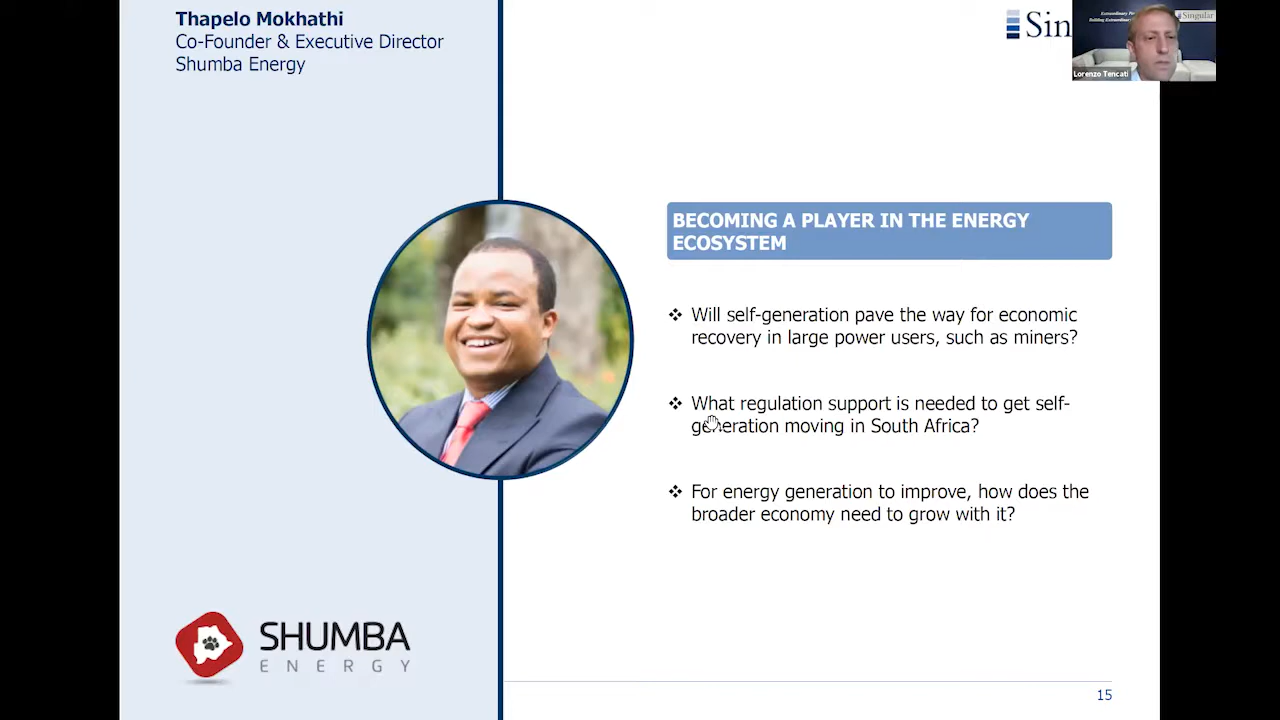 Thapelo Mokhathi
Co-Founder & Executive Director
Shumba Energy
Sin
Singular
Lorenzo Tencati
BECOMING A PLAYER IN THE ENERGY
ECOSYSTEM
❖ Will self-generation pave the way for economic
recovery in large power users, such as miners?
❖ What regulation support is needed to get self-
generation moving in South Africa?
❖ For energy generation to improve, how does the
broader economy need to grow with it?
SHUMBA
ENERGY
15